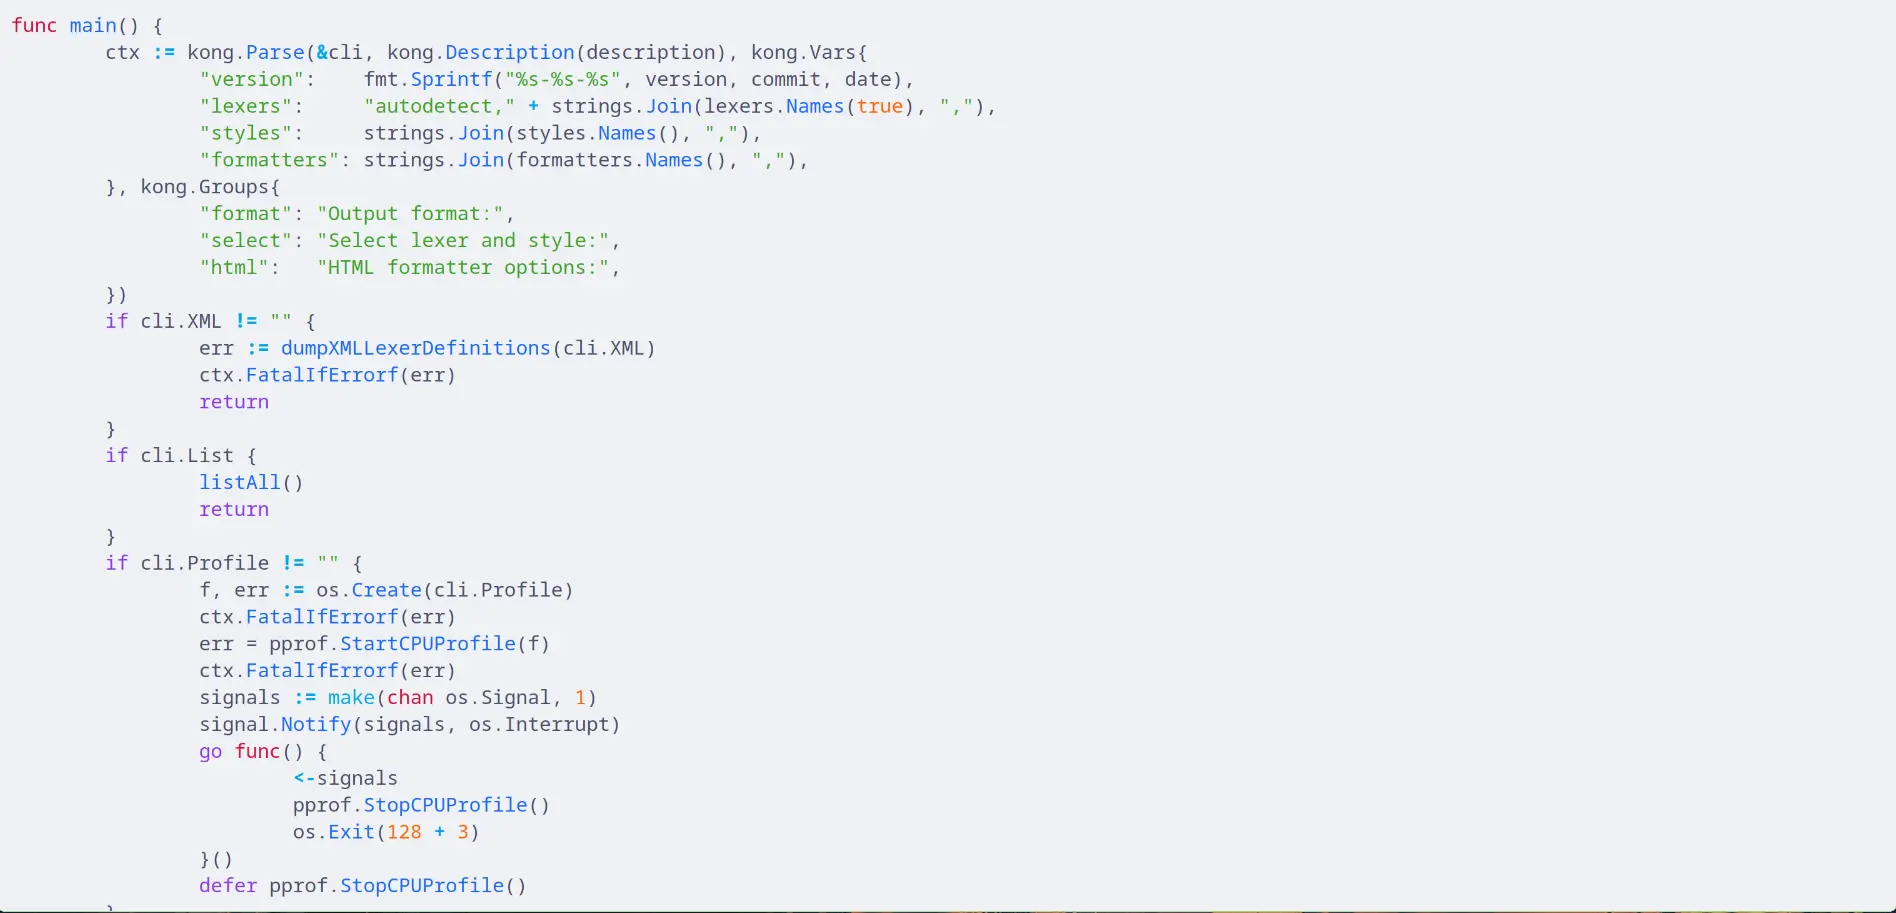 func main() {
	ctx := kong.Parse(&cli, kong.Description(description), kong.Vars{
		"version":    fmt.Sprintf("%s-%s-%s", version, commit, date),
		"lexers":     "autodetect," + strings.Join(lexers.Names(true), ","),
		"styles":     strings.Join(styles.Names(), ","),
		"formatters": strings.Join(formatters.Names(), ","),
	}, kong.Groups{
		"format": "Output format:",
		"select": "Select lexer and style:",
		"html":   "HTML formatter options:",
	})
	if cli.XML != "" {
		err := dumpXMLLexerDefinitions(cli.XML)
		ctx.FatalIfErrorf(err)
		return
	}
	if cli.List {
		listAll()
		return
	}
	if cli.Profile != "" {
		f, err := os.Create(cli.Profile)
		ctx.FatalIfErrorf(err)
		err = pprof.StartCPUProfile(f)
		ctx.FatalIfErrorf(err)
		signals := make(chan os.Signal, 1)
		signal.Notify(signals, os.Interrupt)
		go func() {
			<-signals
			pprof.StopCPUProfile()
			os.Exit(128 + 3)
		}()
		defer pprof.StopCPUProfile()
	}